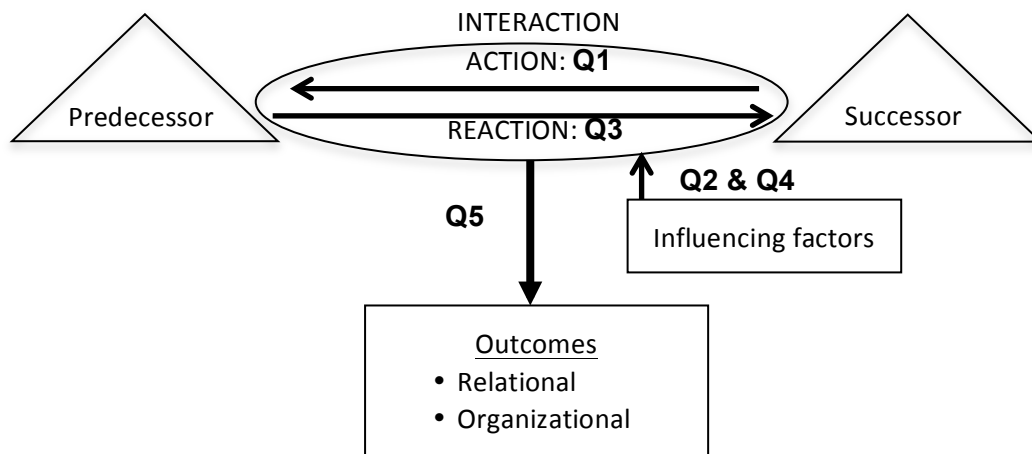 INTERACTION
ACTION: Q1
Predecessor
Successor
REACTION: Q3
Q2 & Q4
Q5
Influencing factors
Outcomes
• Relational
• Organizational